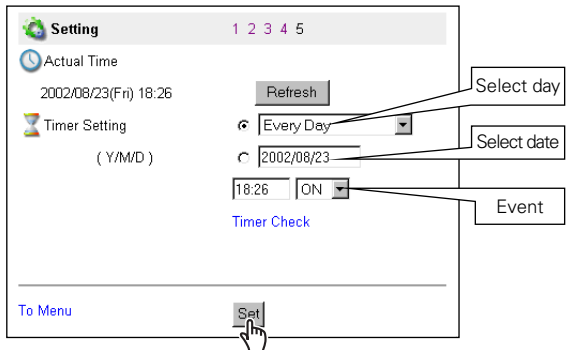 Setting 1 2 3 4 5
Actual Time
2002/08/23(Fri) 18:26 Refresh
Select day
Timer Setting Every Day
Select date
( Y/M/D ) 2002/08/23
18:26 ON
Event
Timer Check
To Menu Set